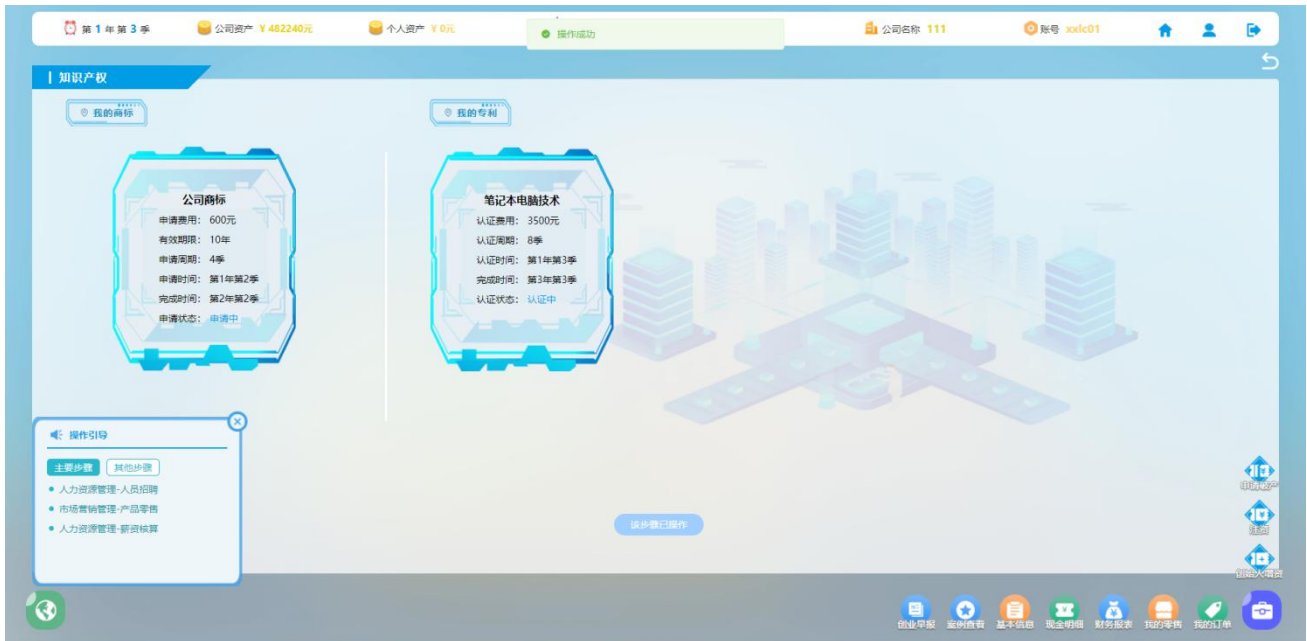 第 1 年 第 3 季
公司资产 ¥ 482240元
个人资产 ¥ 0元
操作成功
公司名称 111
账号 xxlc01
知识产权
我的商标
我的专利
公司商标
申请费用: 600元
有效期限: 10年
申请周期: 4季
申请时间: 第1年第2季
完成时间: 第2年第2季
申请状态: 申请中
笔记本电脑技术
认证费用: 3500元
认证周期: 8季
认证时间: 第1年第3季
完成时间: 第3年第3季
认证状态: 认证中
操作引导
主要步骤 其他步骤
人力资源管理-人员招聘
市场营销管理-产品零售
人力资源管理-薪资核算
该步骤已操作
申请破产
注资
创始人增资
创业早报 案例查看 基本信息 现金明细 财务报表 我的零售 我的订单